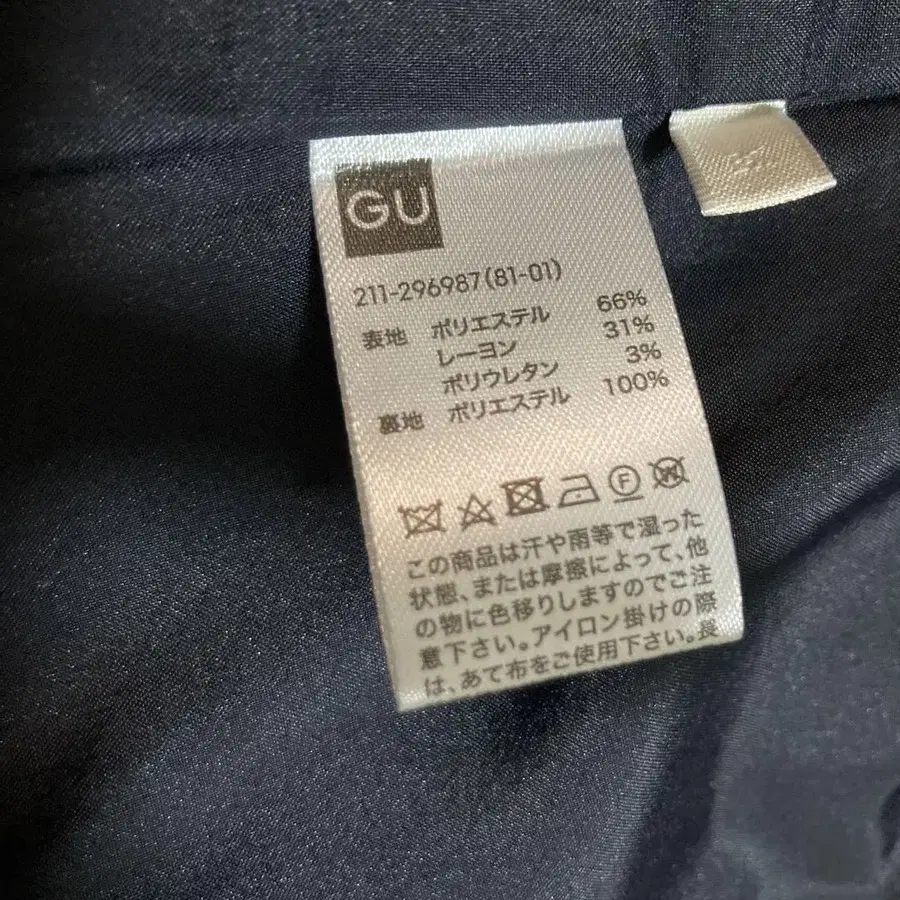 GU
211-296987(81-01)
表地 ポリエステル 66%
レーヨン 31%
ポリウレタン 3%
裏地 ポリエステル 100%
F
W
この商品は汗や雨等で湿った
状態、または摩擦によって、他
の物に色移りしますのでご注
意下さい。アイロン掛けの際
は、あて布をご使用下さい。長